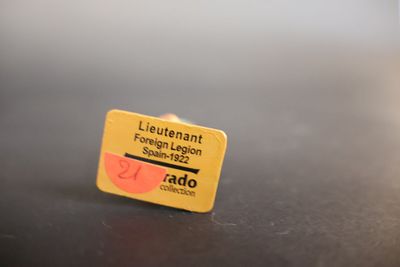 Lieutenant
Foreign Legion
Spain-1922
21 rado
collection